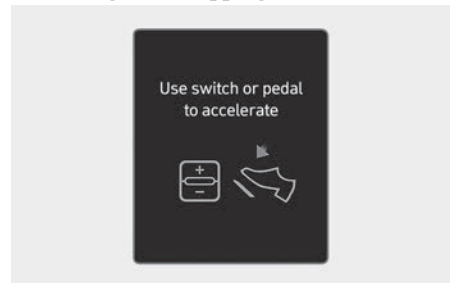 Use switch or pedal
to accelerate
+
−